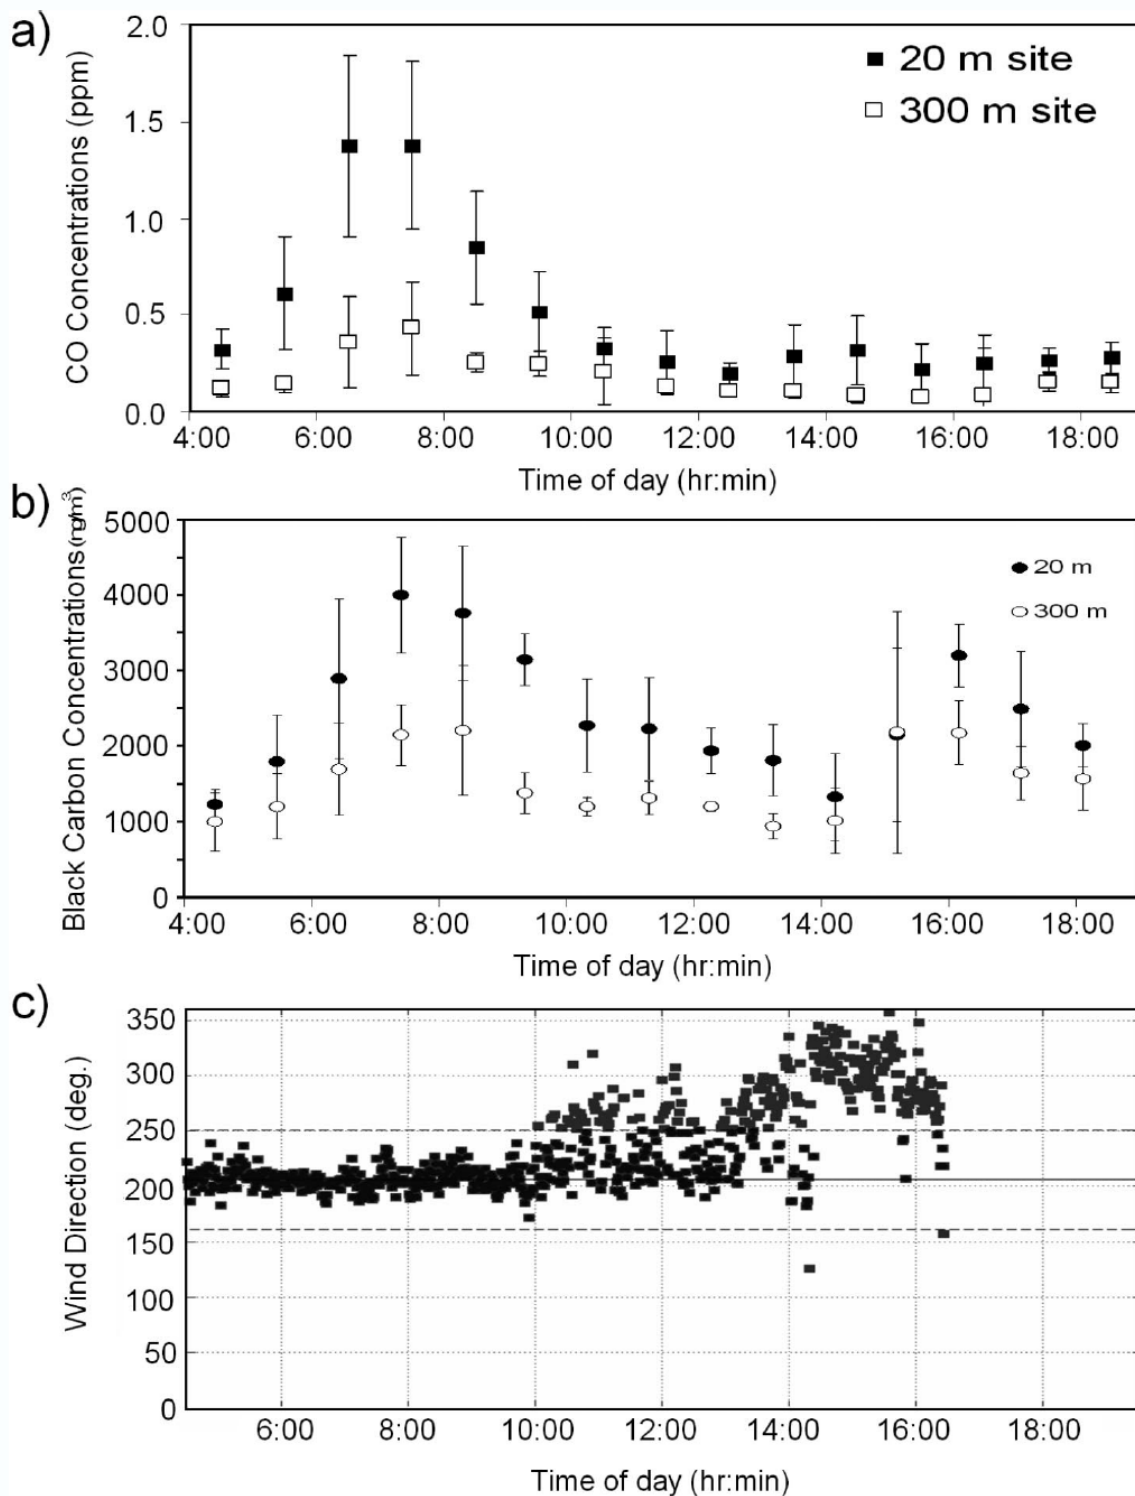 a)
CO Concentrations (ppm)
2.0
1.5
1.0
0.5
0.0
20 m site
300 m site
4:00 6:00 8:00 10:00 12:00 14:00 16:00 18:00
Time of day (hr:min)
b)
Black Carbon Concentrations (ng/m³)
5000
4000
3000
2000
1000
0
20 m
300 m
4:00 6:00 8:00 10:00 12:00 14:00 16:00 18:00
Time of day (hr:min)
c)
Wind Direction (deg.)
350
300
250
200
150
100
50
0
6:00 8:00 10:00 12:00 14:00 16:00 18:00
Time of day (hr:min)